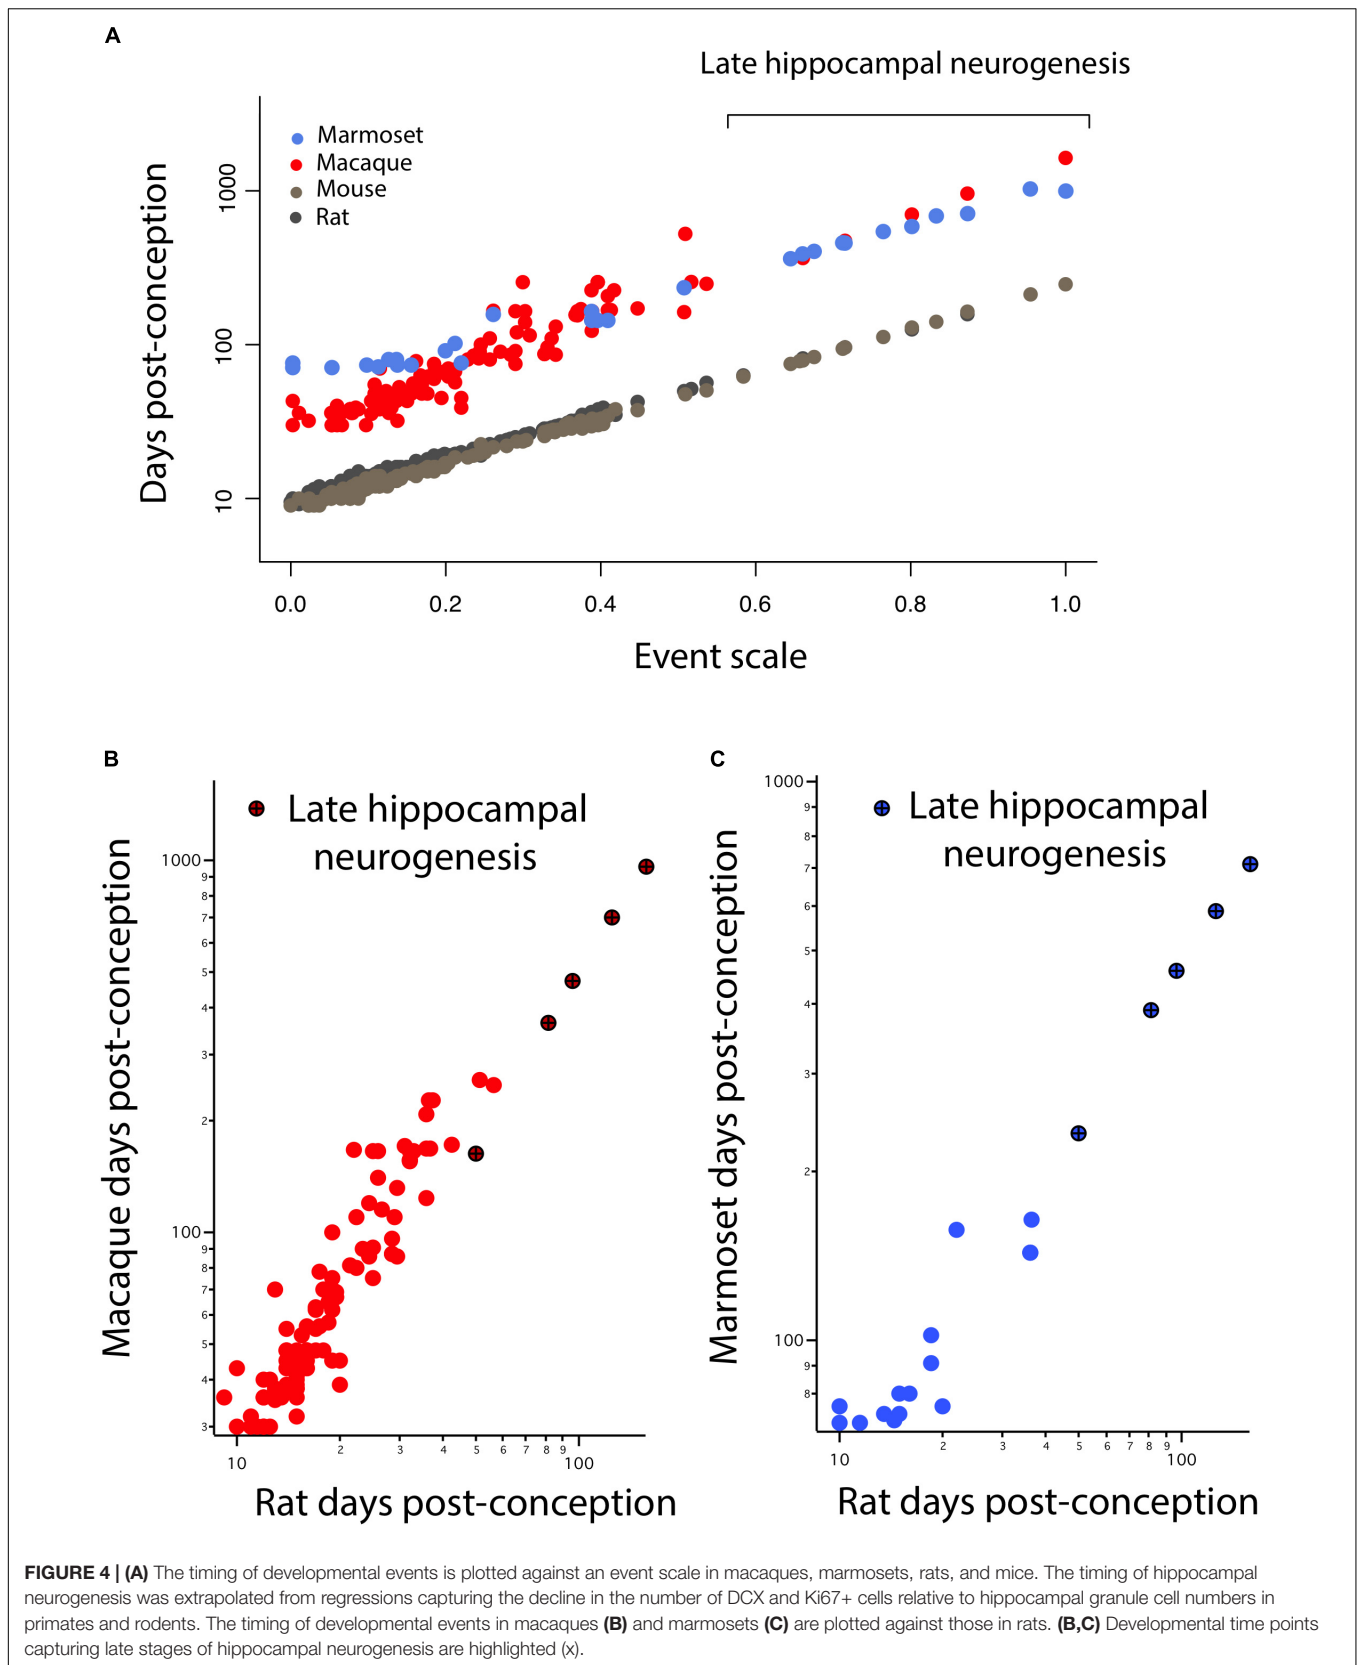 A
Late hippocampal neurogenesis
Marmoset
Macaque
Mouse
Rat
Days post-conception
1000
100
10
0.0 0.2 0.4 0.6 0.8 1.0
Event scale
B
Late hippocampal
neurogenesis
Macaque days post-conception
1000
9
8
7
6
5
4
3
2
100
9
8
7
6
5
4
3
10 2 3 4 5 6 7 8 9 100
Rat days post-conception
C
Late hippocampal
neurogenesis
Marmoset days post-conception
1000
9
8
7
6
5
4
3
2
100
9
8
10 2 3 4 5 6 7 8 9 100
Rat days post-conception
FIGURE 4 | (A) The timing of developmental events is plotted against an event scale in macaques, marmosets, rats, and mice. The timing of hippocampal
neurogenesis was extrapolated from regressions capturing the decline in the number of DCX and Ki67+ cells relative to hippocampal granule cell numbers in
primates and rodents. The timing of developmental events in macaques (B) and marmosets (C) are plotted against those in rats. (B,C) Developmental time points
capturing late stages of hippocampal neurogenesis are highlighted (x).